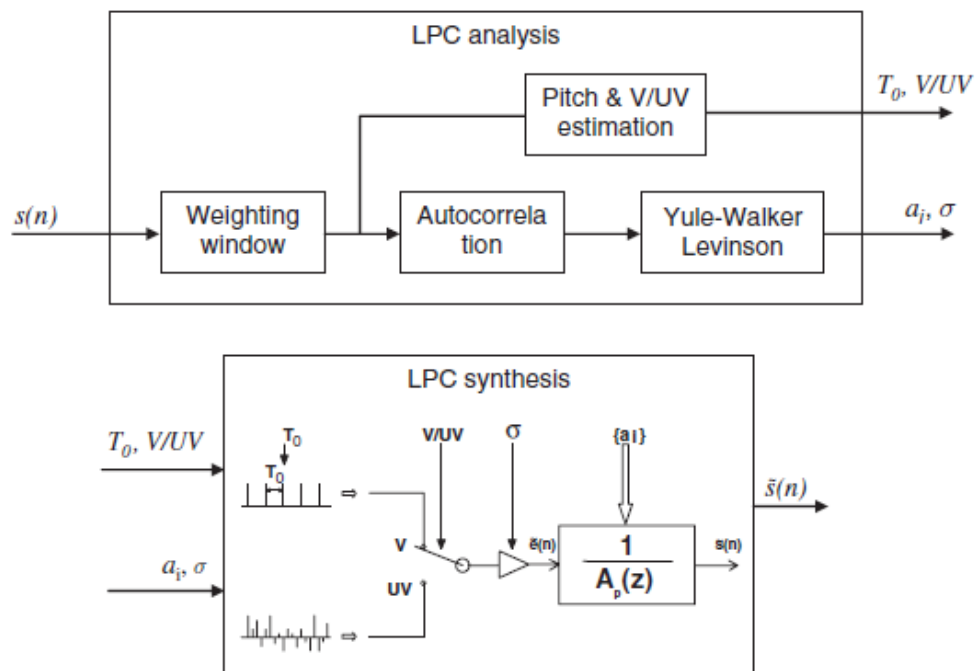 LPC analysis
Pitch & V/UV
estimation
T₀, V/UV
s(n)
Weighting
window
Autocorrela
tion
Yule-Walker
Levinson
aᵢ, σ
LPC synthesis
T₀, V/UV
T₀
T₀
V/UV
σ
{aı}
s̃(n)
V
ẽ(n)
1
Aₚ(z)
s(n)
aᵢ, σ
UV